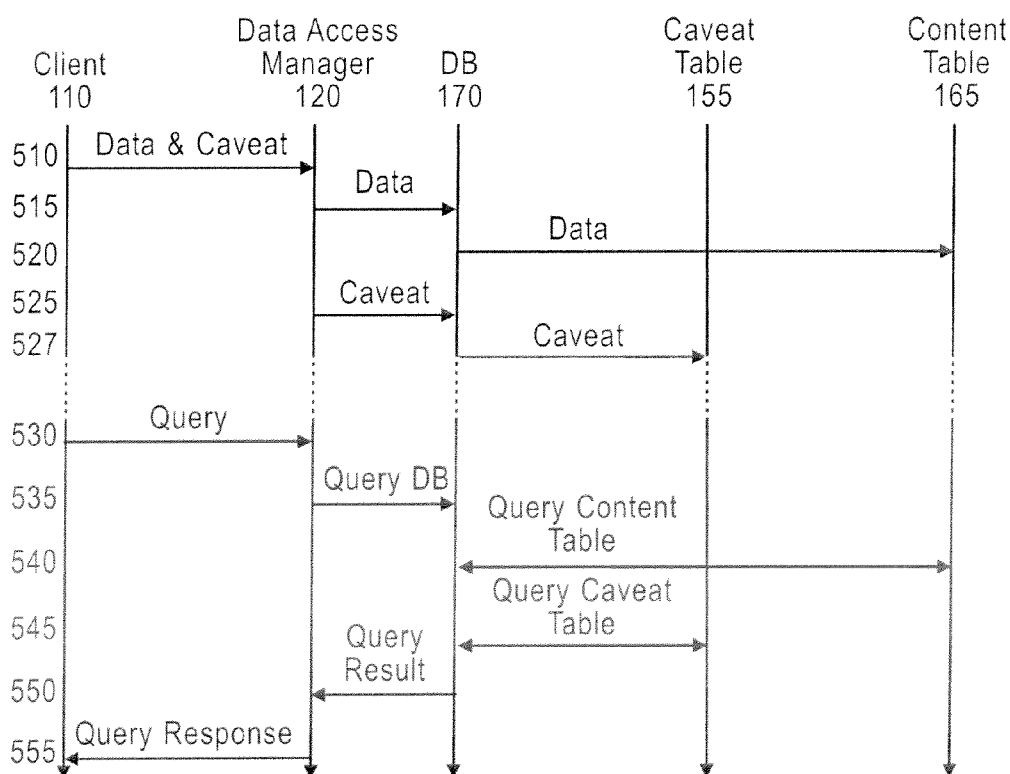 Client
110
Data Access
Manager
120
DB
170
Caveat
Table
155
Content
Table
165
510
Data & Caveat
515
Data
520
Data
525
Caveat
527
Caveat
530
Query
535
Query DB
540
Query Content
Table
545
Query Caveat
Table
550
Query
Result
555
Query Response